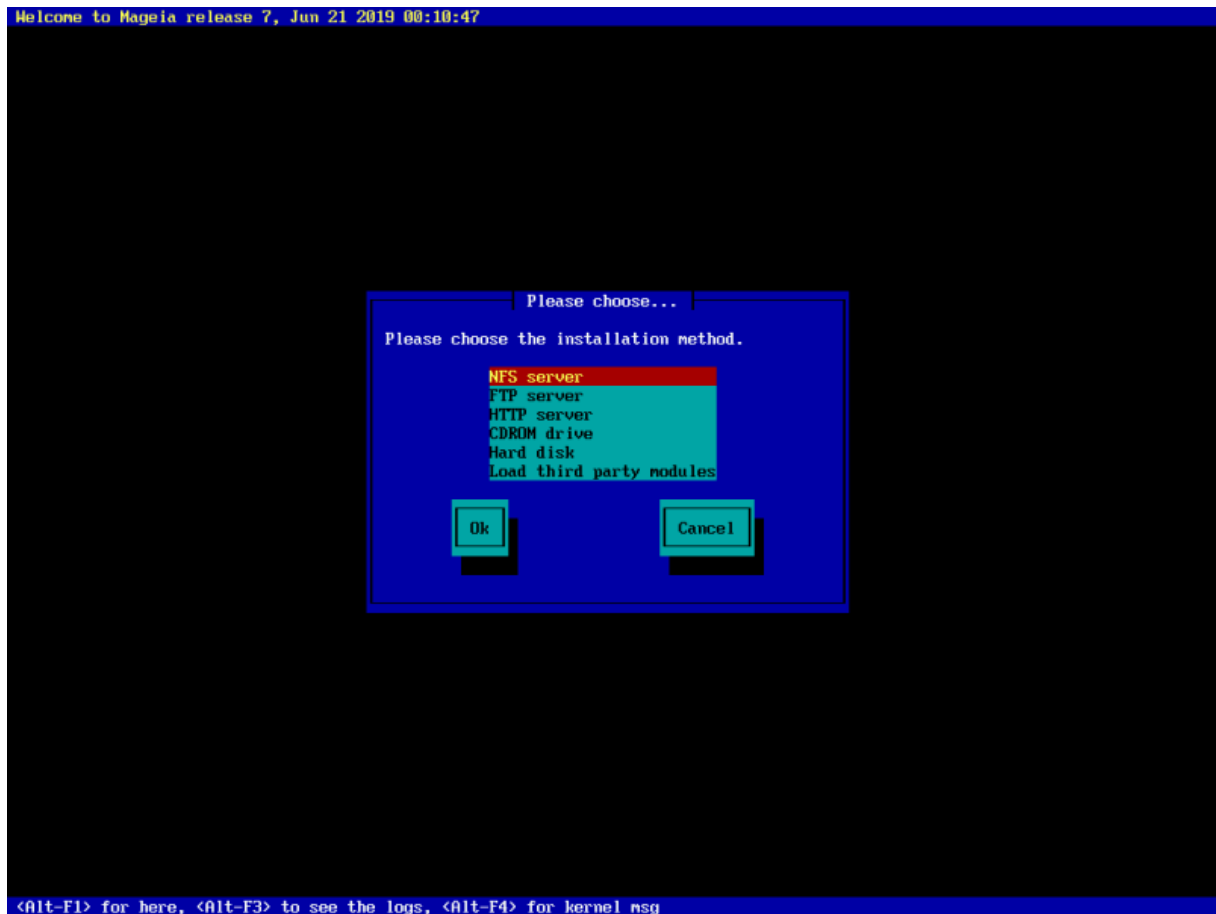 Welcome to Mageia release 7, Jun 21 2019 00:10:47
Please choose...
Please choose the installation method.
NFS server
FTP server
HTTP server
CDROM drive
Hard disk
Load third party modules
Ok
Cancel
<Alt-F1> for here, <Alt-F3> to see the logs, <Alt-F4> for kernel msg